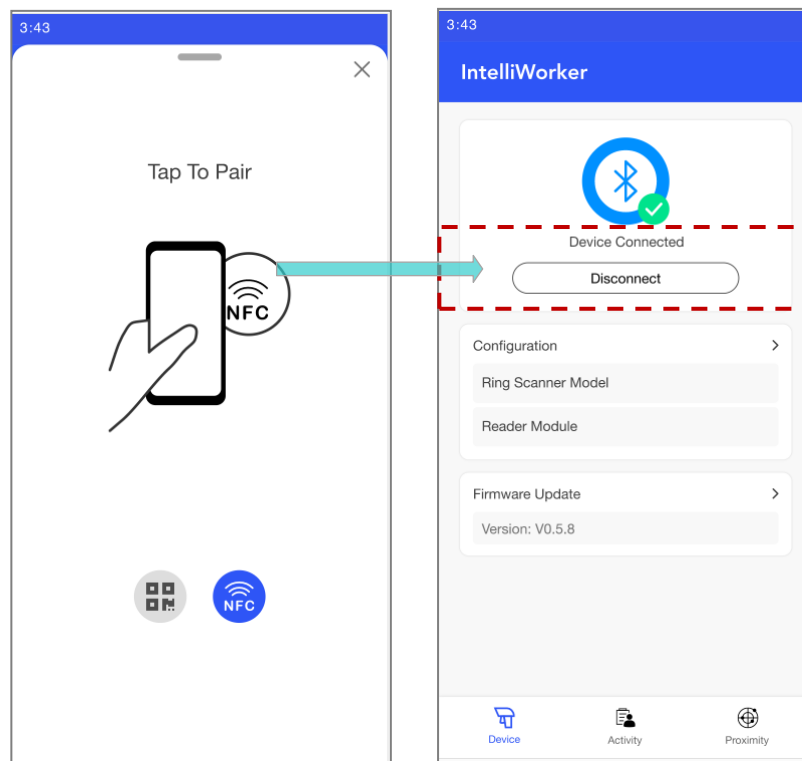 3:43
Tap To Pair
NFC
NFC
3:43
IntelliWorker
Device Connected
Disconnect
Configuration
Ring Scanner Model
Reader Module
Firmware Update
Version: V0.5.8
Device
Activity
Proximity